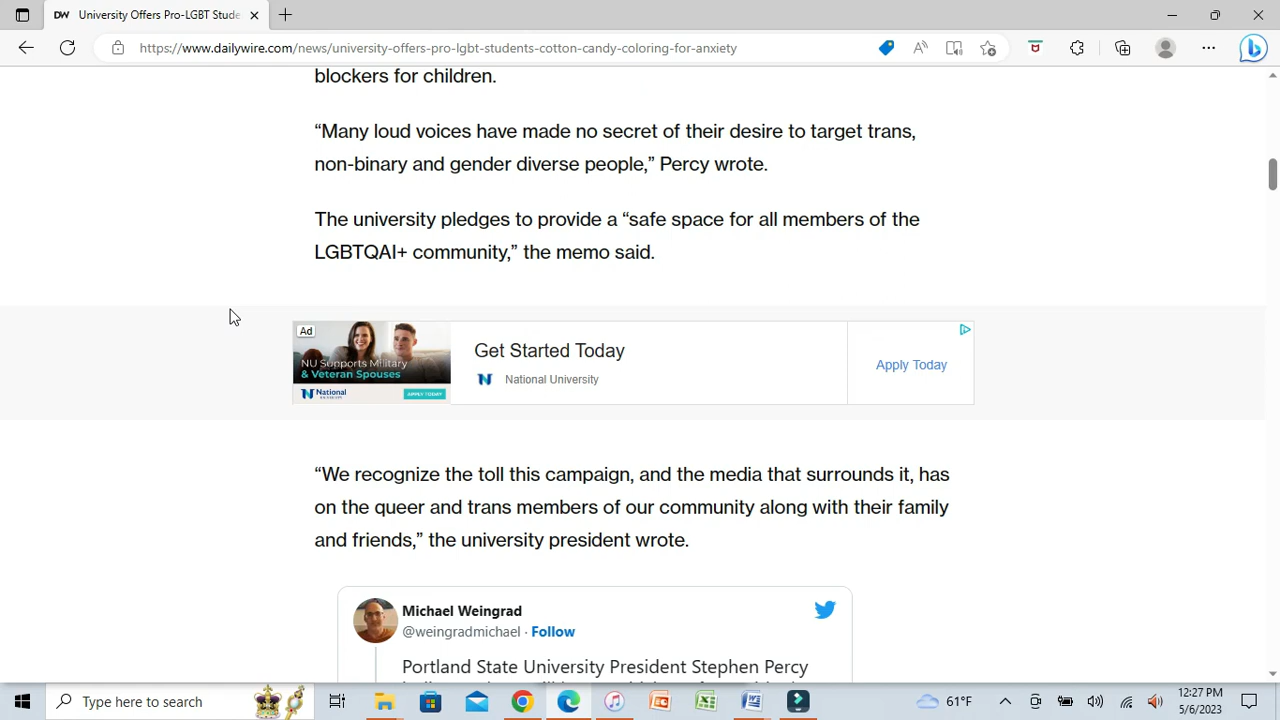 University Offers Pro-LGBT Stude
https://www.dailywire.com/news/university-offers-pro-lgbt-students-cotton-candy-coloring-for-anxiety
blockers for children.
“Many loud voices have made no secret of their desire to target trans,
non-binary and gender diverse people,” Percy wrote.
The university pledges to provide a “safe space for all members of the
LGBTQAI+ community,” the memo said.
Ad
NU Supports Military
& Veteran Spouses
National
UNIVERSITY
APPLY TODAY
Get Started Today
National University
Apply Today
“We recognize the toll this campaign, and the media that surrounds it, has
on the queer and trans members of our community along with their family
and friends,” the university president wrote.
Michael Weingrad
@weingradmichael · Follow
Portland State University President Stephen Percy
Type here to search
61°F
12:27 PM
5/6/2023